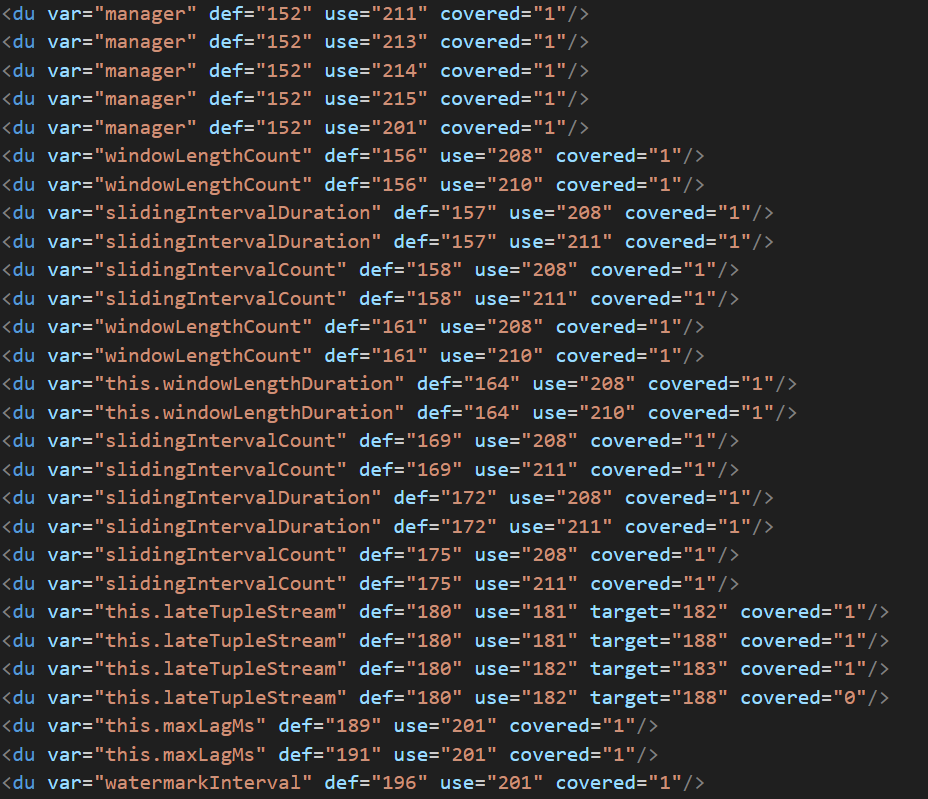 <du var="manager" def="152" use="211" covered="1"/>
<du var="manager" def="152" use="213" covered="1"/>
<du var="manager" def="152" use="214" covered="1"/>
<du var="manager" def="152" use="215" covered="1"/>
<du var="manager" def="152" use="201" covered="1"/>
<du var="windowLengthCount" def="156" use="208" covered="1"/>
<du var="windowLengthCount" def="156" use="210" covered="1"/>
<du var="slidingIntervalDuration" def="157" use="208" covered="1"/>
<du var="slidingIntervalDuration" def="157" use="211" covered="1"/>
<du var="slidingIntervalCount" def="158" use="208" covered="1"/>
<du var="slidingIntervalCount" def="158" use="211" covered="1"/>
<du var="windowLengthCount" def="161" use="208" covered="1"/>
<du var="windowLengthCount" def="161" use="210" covered="1"/>
<du var="this.windowLengthDuration" def="164" use="208" covered="1"/>
<du var="this.windowLengthDuration" def="164" use="210" covered="1"/>
<du var="slidingIntervalCount" def="169" use="208" covered="1"/>
<du var="slidingIntervalCount" def="169" use="211" covered="1"/>
<du var="slidingIntervalDuration" def="172" use="208" covered="1"/>
<du var="slidingIntervalDuration" def="172" use="211" covered="1"/>
<du var="slidingIntervalCount" def="175" use="208" covered="1"/>
<du var="slidingIntervalCount" def="175" use="211" covered="1"/>
<du var="this.lateTupleStream" def="180" use="181" target="182" covered="1"/>
<du var="this.lateTupleStream" def="180" use="181" target="188" covered="1"/>
<du var="this.lateTupleStream" def="180" use="182" target="183" covered="1"/>
<du var="this.lateTupleStream" def="180" use="182" target="188" covered="0"/>
<du var="this.maxLagMs" def="189" use="201" covered="1"/>
<du var="this.maxLagMs" def="191" use="201" covered="1"/>
<du var="watermarkInterval" def="196" use="201" covered="1"/>